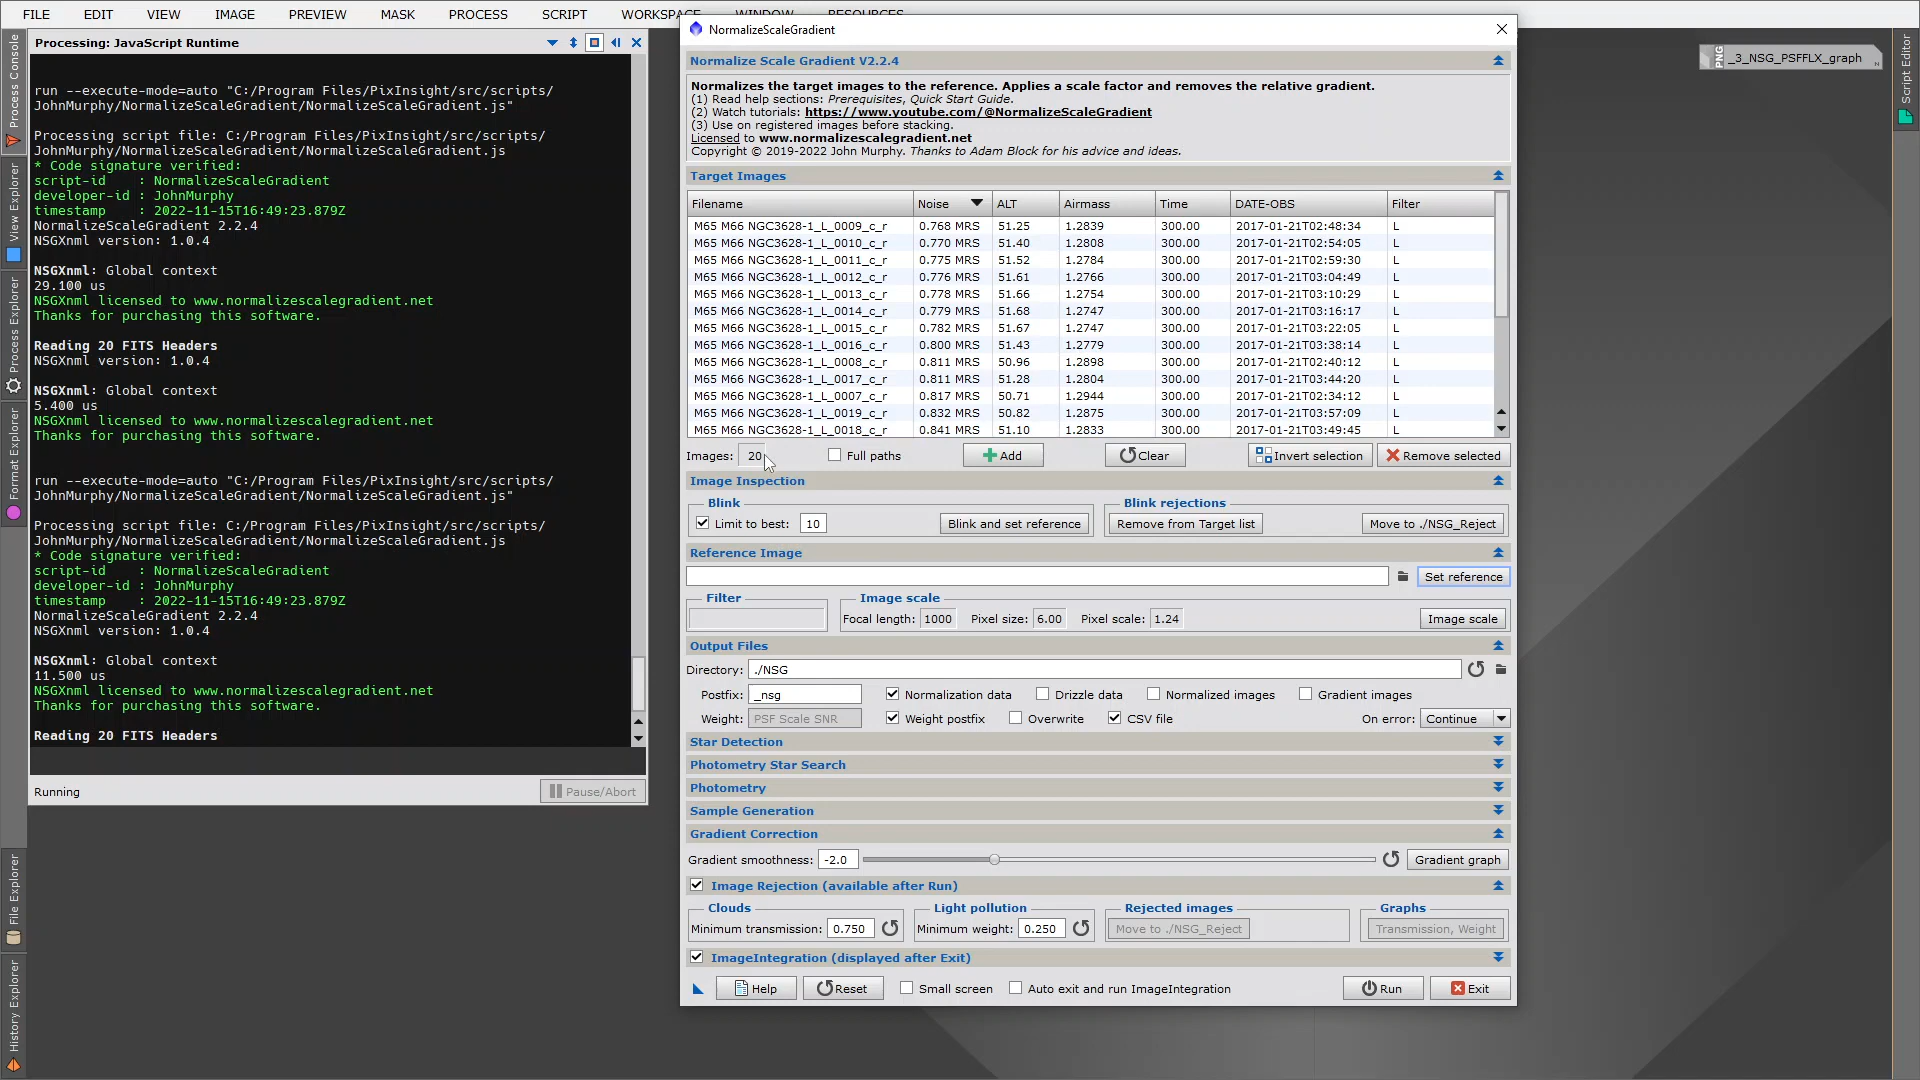 FILE EDIT VIEW IMAGE PREVIEW MASK PROCESS SCRIPT WORKSPACE WINDOW RESOURCES
Process Console
View Explorer
Process Explorer
Format Explorer
File Explorer
History Explorer
Processing: JavaScript Runtime
run --execute-mode=auto "C:/Program Files/PixInsight/src/scripts/
JohnMurphy/NormalizeScaleGradient/NormalizeScaleGradient.js"
Processing script file: C:/Program Files/PixInsight/src/scripts/
JohnMurphy/NormalizeScaleGradient/NormalizeScaleGradient.js
* Code signature verified:
script-id    : NormalizeScaleGradient
developer-id : JohnMurphy
timestamp    : 2022-11-15T16:49:23.879Z
NormalizeScaleGradient 2.2.4
NSGXnml version: 1.0.4
NSGXnml: Global context
29.100 us
NSGXnml licensed to www.normalizescalegradient.net
Thanks for purchasing this software.
Reading 20 FITS Headers
NSGXnml version: 1.0.4
NSGXnml: Global context
5.400 us
NSGXnml licensed to www.normalizescalegradient.net
Thanks for purchasing this software.
run --execute-mode=auto "C:/Program Files/PixInsight/src/scripts/
JohnMurphy/NormalizeScaleGradient/NormalizeScaleGradient.js"
Processing script file: C:/Program Files/PixInsight/src/scripts/
JohnMurphy/NormalizeScaleGradient/NormalizeScaleGradient.js
* Code signature verified:
script-id    : NormalizeScaleGradient
developer-id : JohnMurphy
timestamp    : 2022-11-15T16:49:23.879Z
NormalizeScaleGradient 2.2.4
NSGXnml version: 1.0.4
NSGXnml: Global context
11.500 us
NSGXnml licensed to www.normalizescalegradient.net
Thanks for purchasing this software.
Reading 20 FITS Headers
Running Pause/Abort
NormalizeScaleGradient
Normalize Scale Gradient V2.2.4
Normalizes the target images to the reference. Applies a scale factor and removes the relative gradient.
(1) Read help sections: Prerequisites, Quick Start Guide.
(2) Watch tutorials: https://www.youtube.com/@NormalizeScaleGradient
(3) Use on registered images before stacking.
Licensed to www.normalizescalegradient.net
Copyright © 2019-2022 John Murphy. Thanks to Adam Block for his advice and ideas.
Target Images
Filename Noise ALT Airmass Time DATE-OBS Filter
M65 M66 NGC3628-1_L_0009_c_r 0.768 MRS 51.25 1.2839 300.00 2017-01-21T02:48:34 L
M65 M66 NGC3628-1_L_0010_c_r 0.770 MRS 51.40 1.2808 300.00 2017-01-21T02:54:05 L
M65 M66 NGC3628-1_L_0011_c_r 0.775 MRS 51.52 1.2784 300.00 2017-01-21T02:59:30 L
M65 M66 NGC3628-1_L_0012_c_r 0.776 MRS 51.61 1.2766 300.00 2017-01-21T03:04:49 L
M65 M66 NGC3628-1_L_0013_c_r 0.778 MRS 51.66 1.2754 300.00 2017-01-21T03:10:29 L
M65 M66 NGC3628-1_L_0014_c_r 0.779 MRS 51.68 1.2747 300.00 2017-01-21T03:16:17 L
M65 M66 NGC3628-1_L_0015_c_r 0.782 MRS 51.67 1.2747 300.00 2017-01-21T03:22:05 L
M65 M66 NGC3628-1_L_0016_c_r 0.800 MRS 51.43 1.2779 300.00 2017-01-21T03:38:14 L
M65 M66 NGC3628-1_L_0008_c_r 0.811 MRS 50.96 1.2898 300.00 2017-01-21T02:40:12 L
M65 M66 NGC3628-1_L_0017_c_r 0.811 MRS 51.28 1.2804 300.00 2017-01-21T03:44:20 L
M65 M66 NGC3628-1_L_0007_c_r 0.817 MRS 50.71 1.2944 300.00 2017-01-21T02:34:12 L
M65 M66 NGC3628-1_L_0019_c_r 0.832 MRS 50.82 1.2875 300.00 2017-01-21T03:57:09 L
M65 M66 NGC3628-1_L_0018_c_r 0.841 MRS 51.10 1.2833 300.00 2017-01-21T03:49:45 L
Images: 20 Full paths Add Clear Invert selection Remove selected
Image Inspection
Blink Blink rejections
Limit to best: 10 Blink and set reference Remove from Target list Move to ./NSG_Reject
Reference Image
Set reference
Filter Image scale
Focal length: 1000 Pixel size: 6.00 Pixel scale: 1.24 Image scale
Output Files
Directory: ./NSG
Postfix: _nsg Normalization data Drizzle data Normalized images Gradient images
Weight: PSF Scale SNR Weight postfix Overwrite CSV file On error: Continue
Star Detection
Photometry Star Search
Photometry
Sample Generation
Gradient Correction
Gradient smoothness: -2.0 Gradient graph
Image Rejection (available after Run)
Clouds Light pollution Rejected images Graphs
Minimum transmission: 0.750 Minimum weight: 0.250 Move to ./NSG_Reject Transmission, Weight
ImageIntegration (displayed after Exit)
Help Reset Small screen Auto exit and run ImageIntegration Run Exit
PNG _3_NSG_PSFFLX_graph
Script Editor